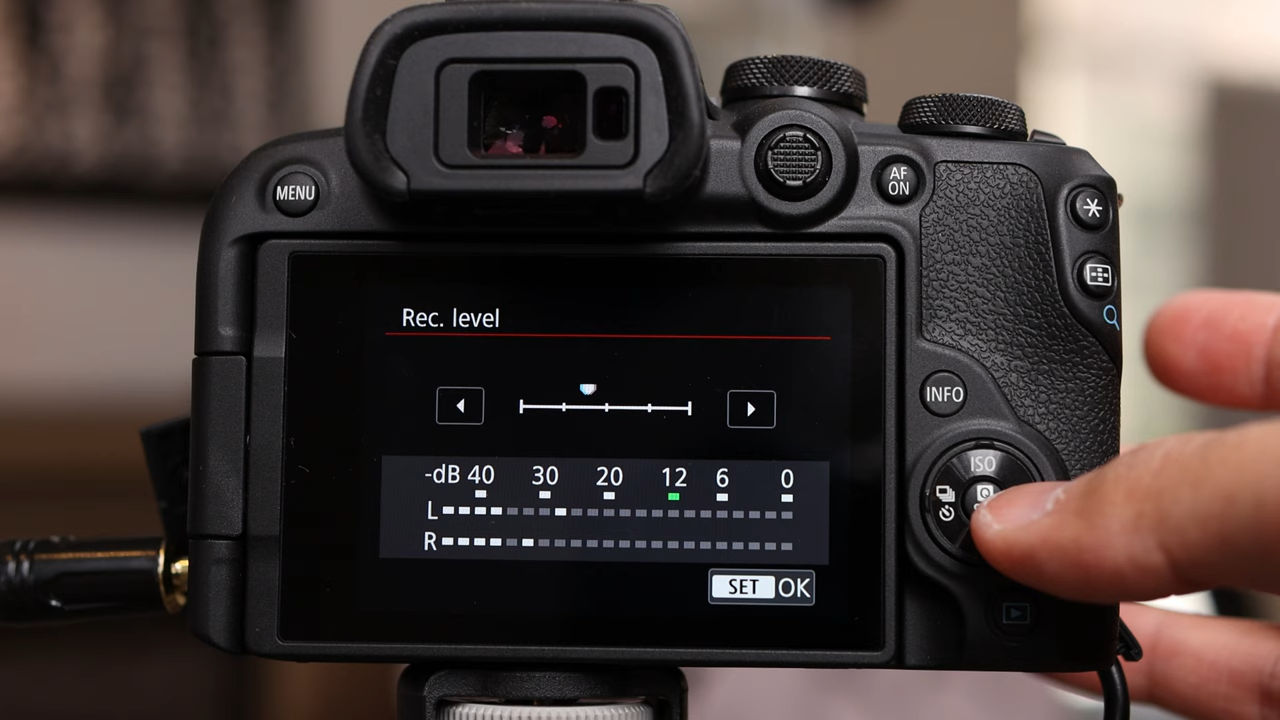 MENU
AF
ON
Rec. level
INFO
-dB 40 30 20 12 6 0
L
ISO
R
SET OK